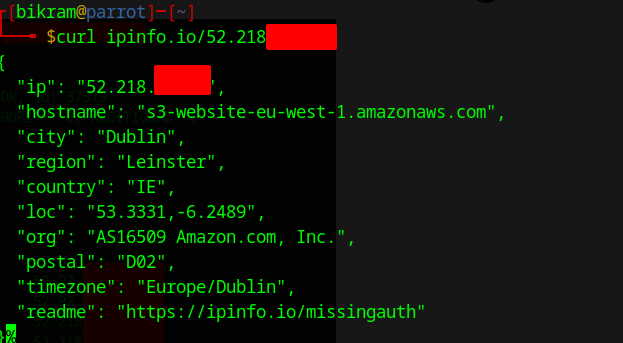 ┌─[bikram@parrot]─[~]
└──╼ $curl ipinfo.io/52.218
{
"ip": "52.218.",
"hostname": "s3-website-eu-west-1.amazonaws.com",
"city": "Dublin",
"region": "Leinster",
"country": "IE",
"loc": "53.3331,-6.2489",
"org": "AS16509 Amazon.com, Inc.",
"postal": "D02",
"timezone": "Europe/Dublin",
"readme": "https://ipinfo.io/missingauth"
}%